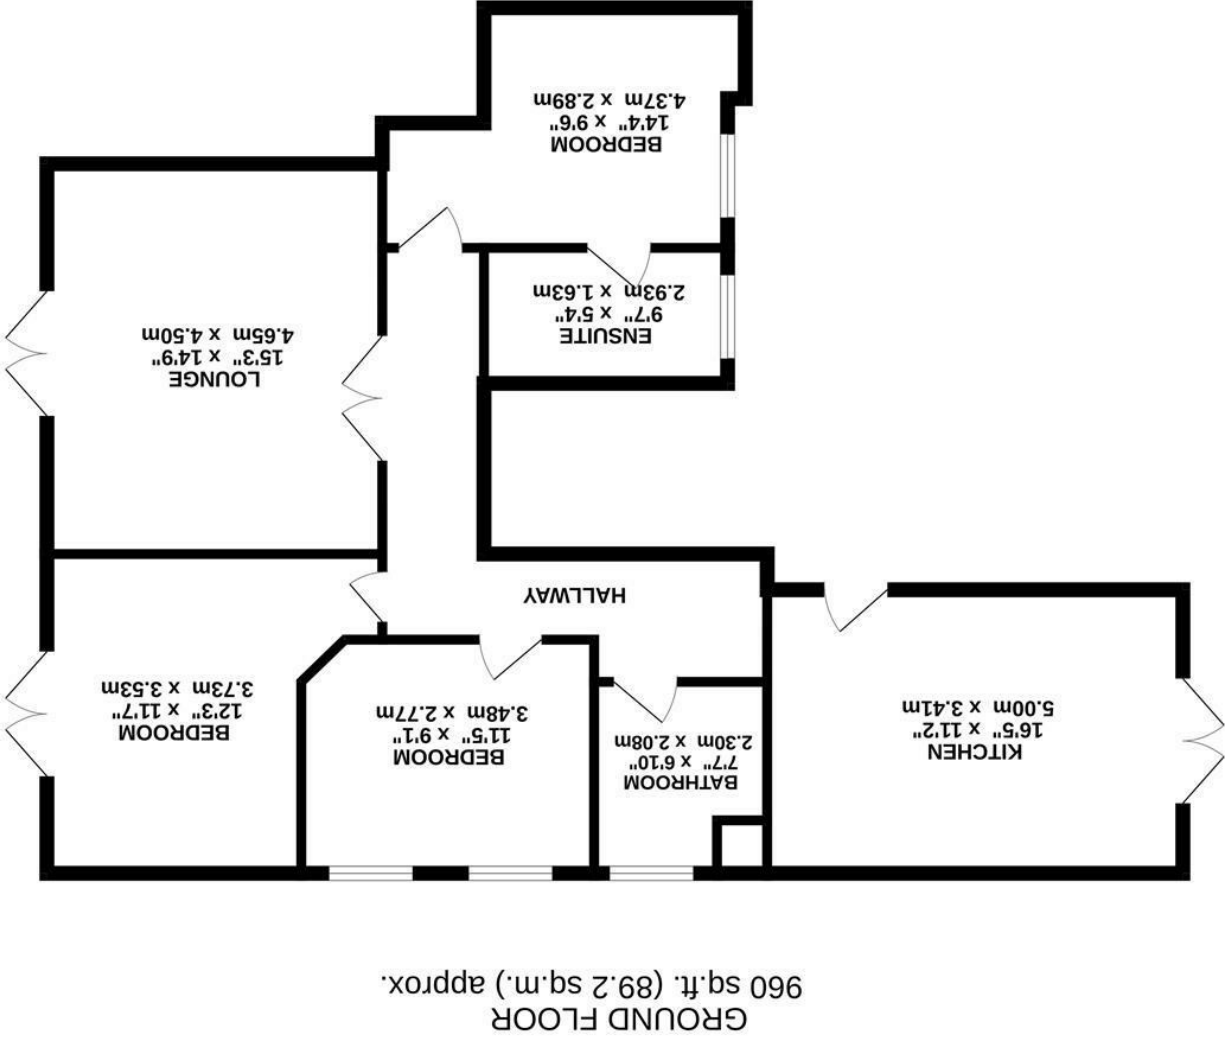 GROUND FLOOR
960 sq.ft. (89.2 sq.m.) approx.
KITCHEN
16'5" x 11'2"
5.00m x 3.41m
BATHROOM
7'7" x 6'10"
2.30m x 2.08m
BEDROOM
11'5" x 9'1"
3.48m x 2.77m
BEDROOM
12'3" x 11'7"
3.73m x 3.53m
HALLWAY
LOUNGE
15'3" x 14'9"
4.65m x 4.50m
ENSUITE
9'7" x 5'4"
2.93m x 1.63m
BEDROOM
14'4" x 9'6"
4.37m x 2.89m